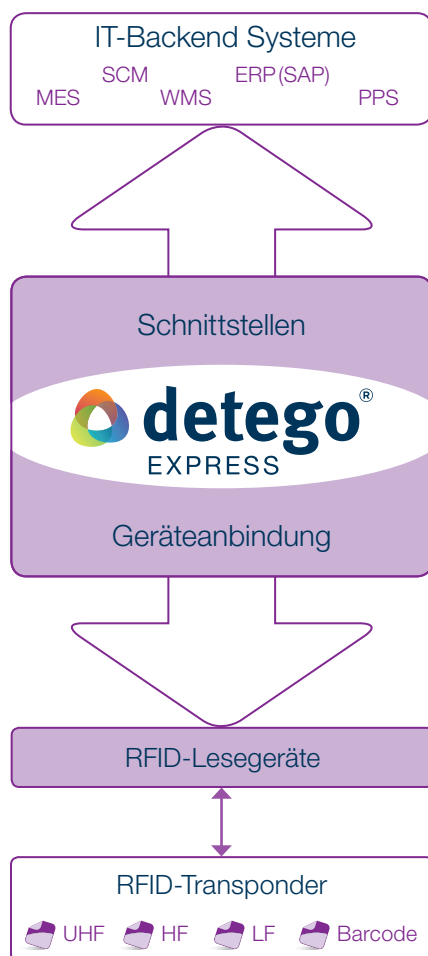 IT-Backend Systeme
SCM ERP (SAP)
MES WMS PPS
Schnittstellen
detego®
EXPRESS
Geräteanbindung
RFID-Lesegeräte
RFID-Transponder
UHF HF LF Barcode